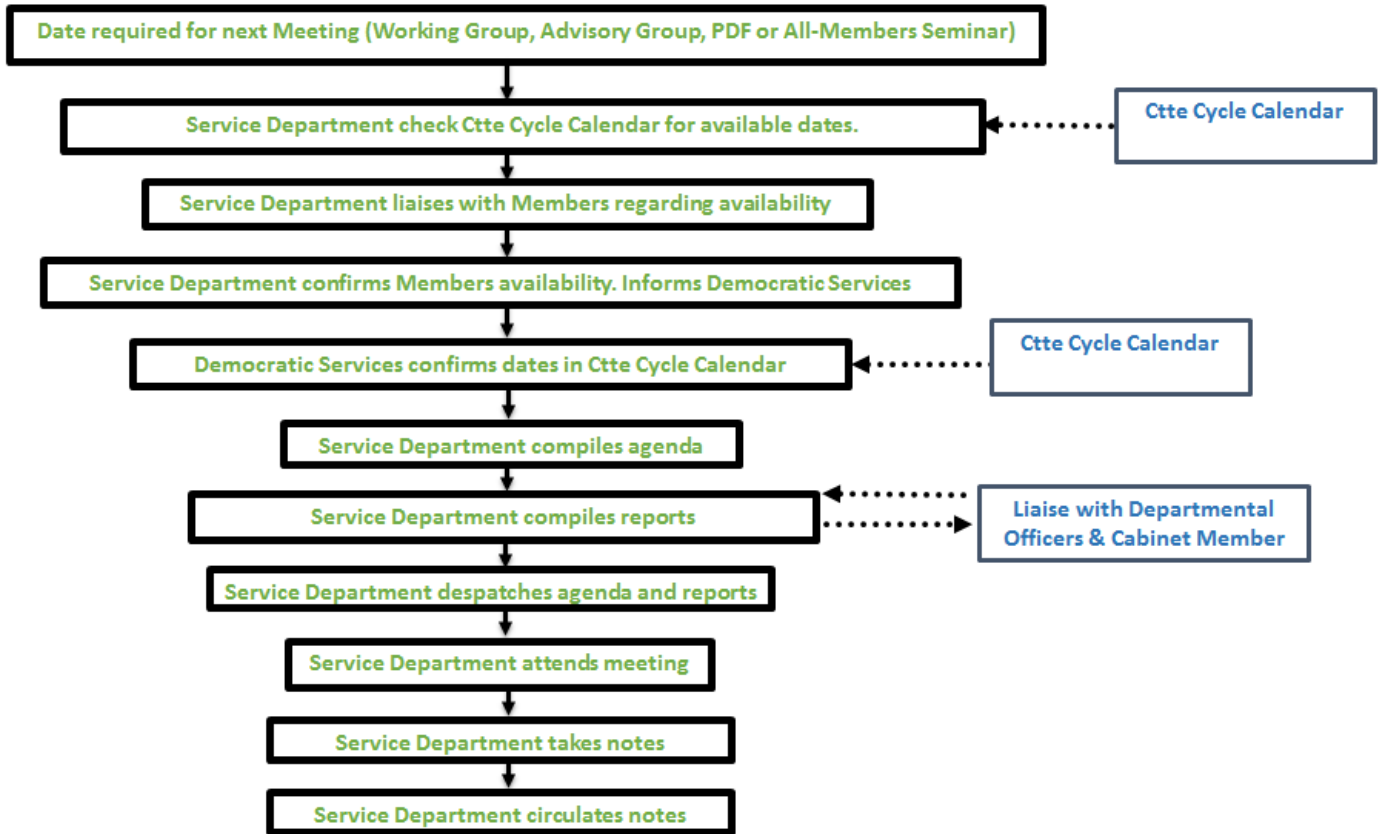 Date required for next Meeting (Working Group, Advisory Group, PDF or All-Members Seminar)
Service Department check Ctte Cycle Calendar for available dates.
Ctte Cycle Calendar
Service Department liaises with Members regarding availability
Service Department confirms Members availability. Informs Democratic Services
Democratic Services confirms dates in Ctte Cycle Calendar
Ctte Cycle Calendar
Service Department compiles agenda
Service Department compiles reports
Liaise with Departmental
Officers & Cabinet Member
Service Department despatches agenda and reports
Service Department attends meeting
Service Department takes notes
Service Department circulates notes